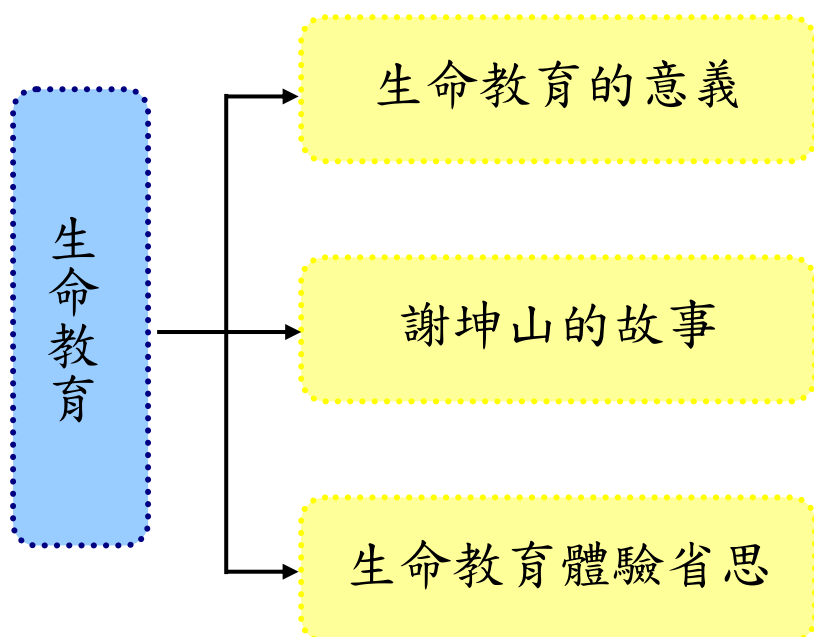 生命教育
生命教育的意義
謝坤山的故事
生命教育體驗省思